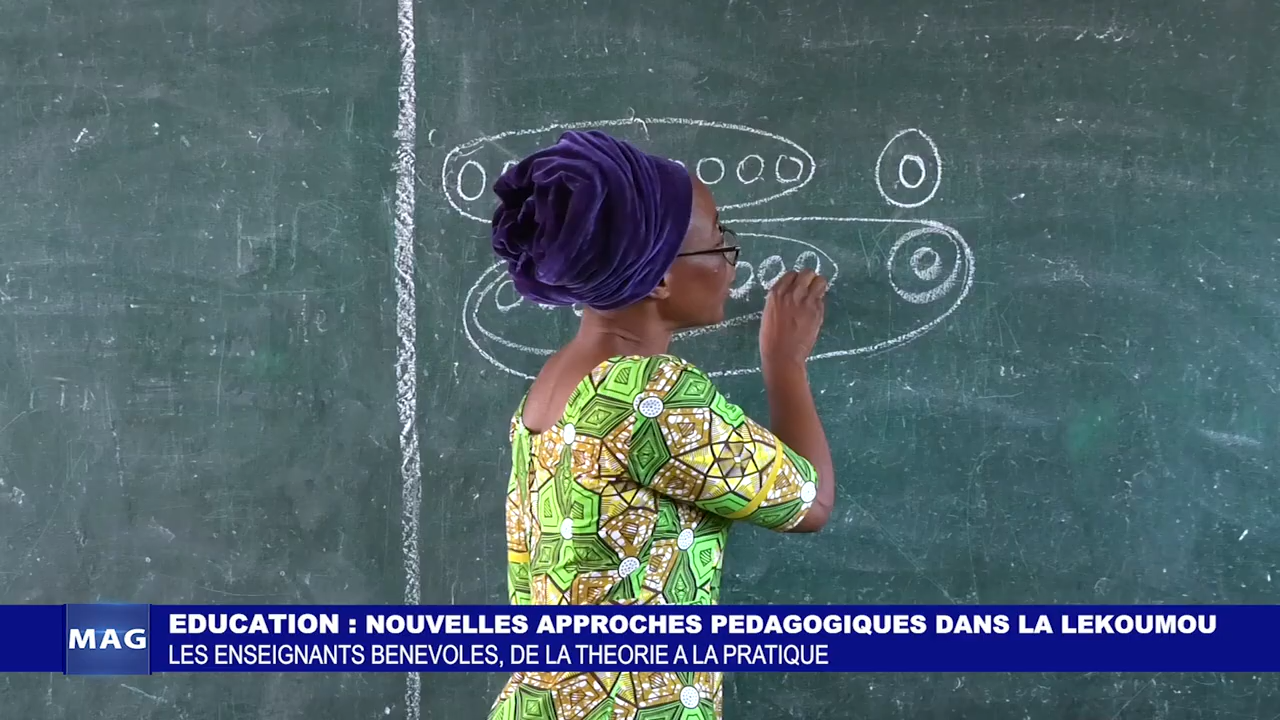 MAG
EDUCATION : NOUVELLES APPROCHES PEDAGOGIQUES DANS LA LEKOUMOU
LES ENSEIGNANTS BENEVOLES, DE LA THEORIE A LA PRATIQUE